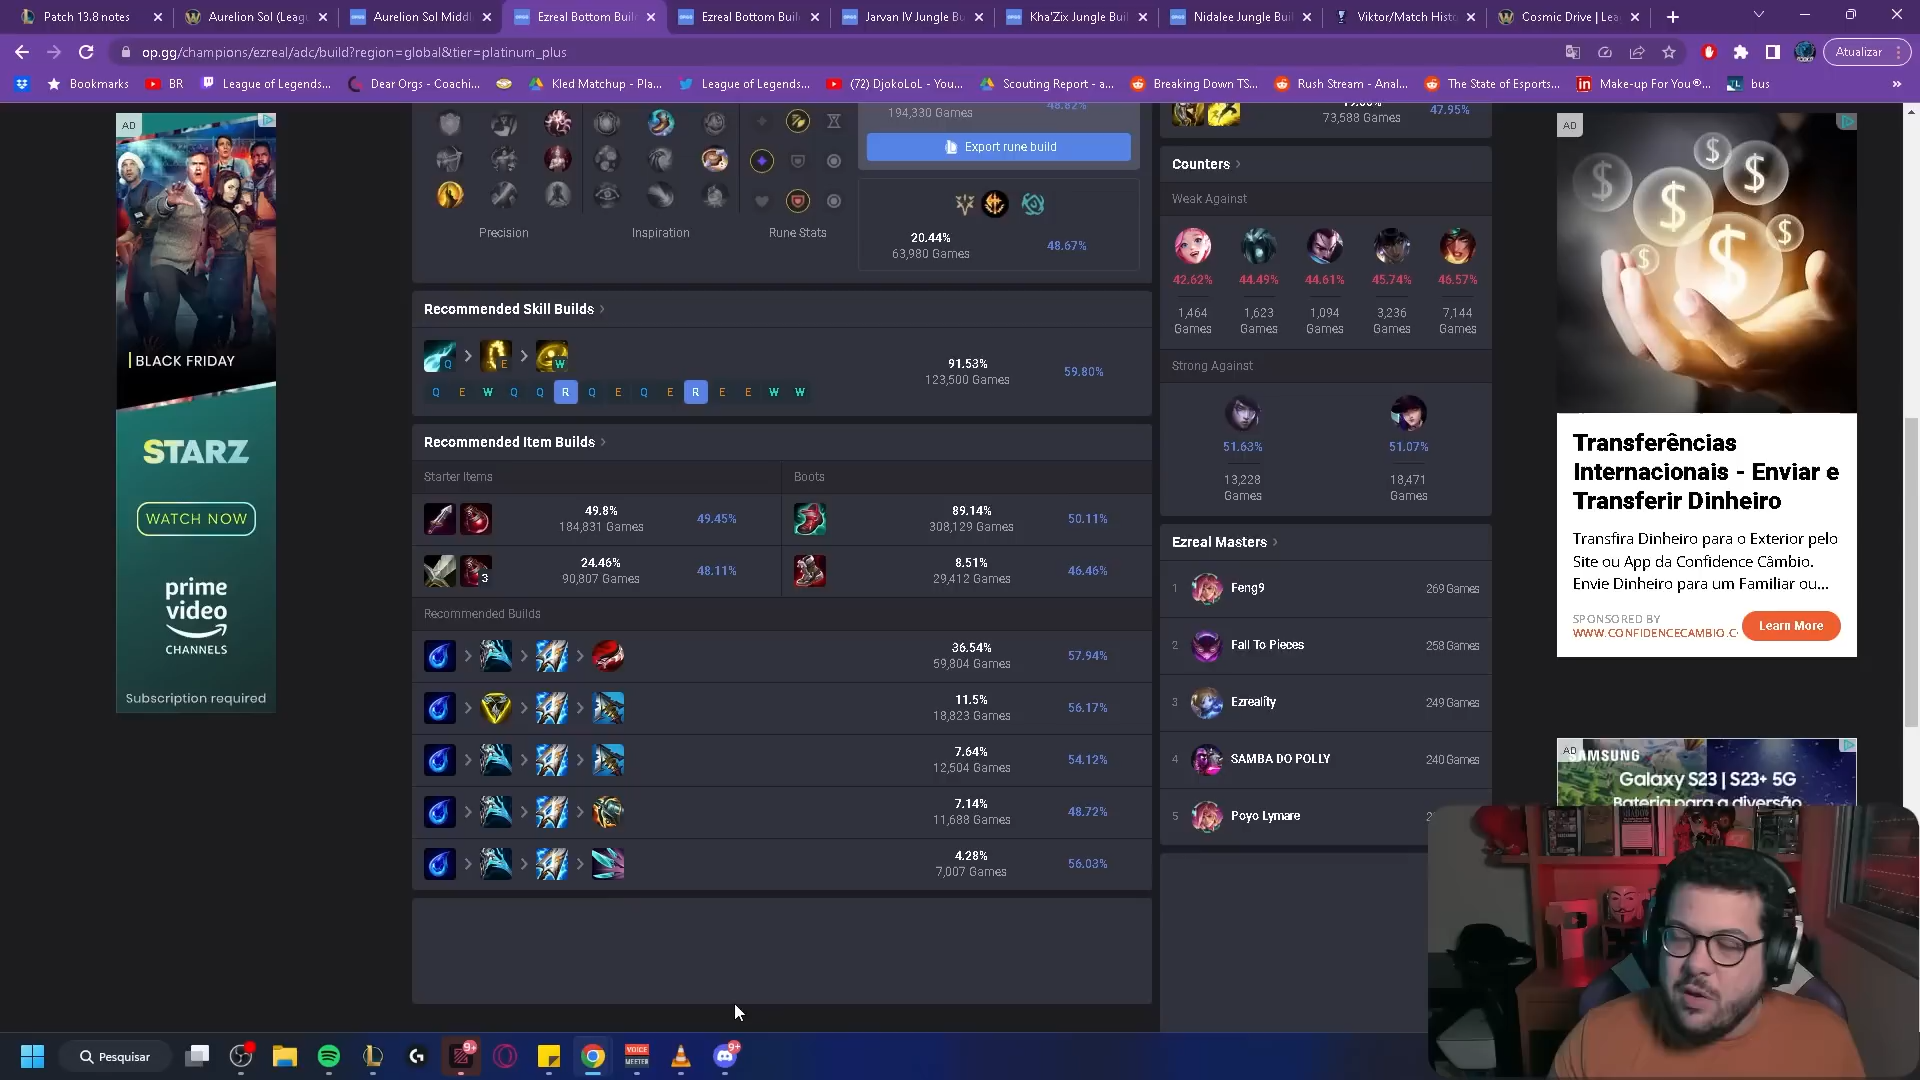 Patch 13.8 notes
Aurelion Sol (Leagu
Aurelion Sol Middl
Ezreal Bottom Buil
Ezreal Bottom Buil
Jarvan IV Jungle Bu
Kha'Zix Jungle Buil
Nidalee Jungle Buil
Viktor/Match Histo
Cosmic Drive | Lea
op.gg/champions/ezreal/adc/build?region=global&tier=platinum_plus
Atualizar
Bookmarks
BR
League of Legends...
Dear Orgs - Coachi...
Kled Matchup - Pla...
League of Legends...
(72) DjokoLoL - You...
Scouting Report - a...
Breaking Down TS...
Rush Stream - Anal...
The State of Esports...
Make-up For You®...
bus
AD
BLACK FRIDAY
STARZ
WATCH NOW
prime
video
CHANNELS
Subscription required
194,330 Games
48.82%
Export rune build
Precision
Inspiration
Rune Stats
20.44%
63,980 Games
48.67%
Recommended Skill Builds
Q
E
W
91.53%
123,500 Games
59.80%
Q E W Q Q R Q E Q E R E E W W
Recommended Item Builds
Starter Items
Boots
49.8%
184,831 Games
49.45%
89.14%
308,129 Games
50.11%
3
24.46%
90,807 Games
48.11%
8.51%
29,412 Games
46.46%
Recommended Builds
36.54%
59,804 Games
57.94%
11.5%
18,823 Games
56.17%
7.64%
12,504 Games
54.12%
7.14%
11,688 Games
48.72%
4.28%
7,007 Games
56.03%
73,588 Games
47.95%
Counters
Weak Against
42.62% 44.49% 44.61% 45.74% 46.57%
1,464 1,623 1,094 3,236 7,144
Games Games Games Games Games
Strong Against
51.63% 51.07%
13,228 18,471
Games Games
Ezreal Masters
1 Feng9 269 Games
2 Fall To Pieces 258 Games
3 Ezreality 249 Games
4 SAMBA DO POLLY 240 Games
5 Poyo Lymare
AD
Transferências
Internacionais - Enviar e
Transferir Dinheiro
Transfira Dinheiro para o Exterior pelo
Site ou App da Confidence Câmbio.
Envie Dinheiro para um Familiar ou...
SPONSORED BY
WWW.CONFIDENCECAMBIO.C
Learn More
AD
SAMSUNG
Galaxy S23 | S23+ 5G
Bateria para a diversão
Pesquisar
9+
VOICE
MEETER
9+